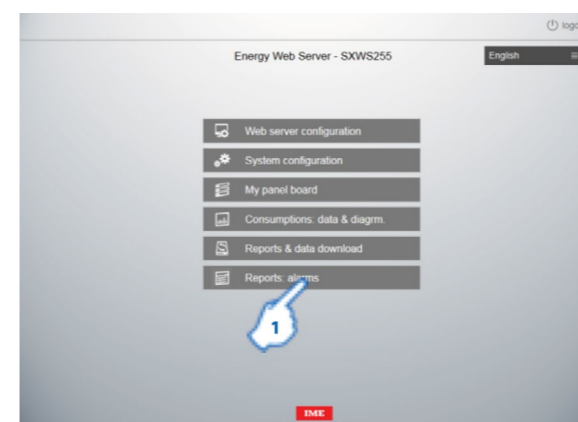 logo
Energy Web Server - SXWS255
English
Web server configuration
System configuration
My panel board
Consumptions: data & diagrm.
Reports & data download
Reports: alarms
1
IME